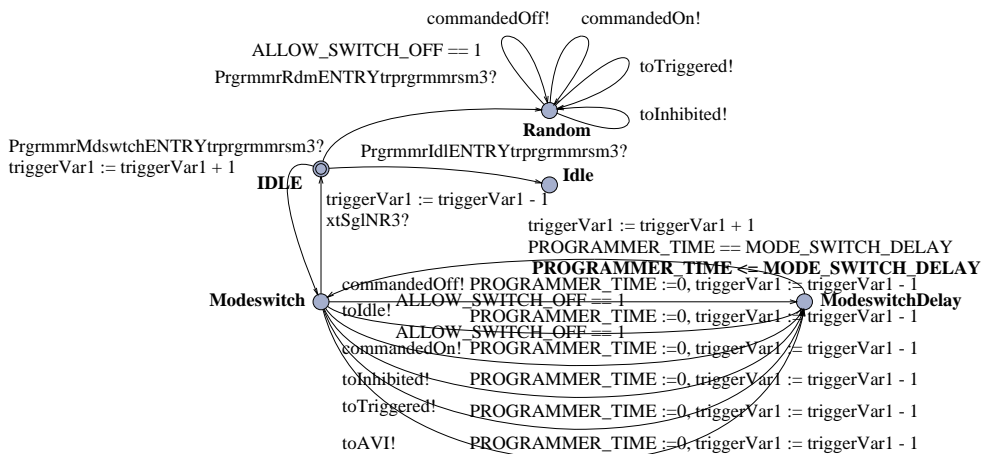 commandedOff! commandedOn!
ALLOW_SWITCH_OFF == 1
toTriggered!
PrgrmmrRdmENTRYtrprgrmmrsm3?
toInhibited!
Random
PrgrmmrMdswtchENTRYtrprgrmmrsm3?
PrgrmmrIdlENTRYtrprgrmmrsm3?
triggerVar1 := triggerVar1 + 1
IDLE
Idle
triggerVar1 := triggerVar1 - 1
xtSglNR3?
triggerVar1 := triggerVar1 + 1
PROGRAMMER_TIME == MODE_SWITCH_DELAY
PROGRAMMER_TIME <= MODE_SWITCH_DELAY
commandedOff! PROGRAMMER_TIME :=0, triggerVar1 := triggerVar1 - 1
Modeswitch
ALLOW_SWITCH_OFF == 1
ModeswitchDelay
toIdle! PROGRAMMER_TIME :=0, triggerVar1 := triggerVar1 - 1
ALLOW_SWITCH_OFF == 1
commandedOn! PROGRAMMER_TIME :=0, triggerVar1 := triggerVar1 - 1
toInhibited! PROGRAMMER_TIME :=0, triggerVar1 := triggerVar1 - 1
toTriggered! PROGRAMMER_TIME :=0, triggerVar1 := triggerVar1 - 1
toAVI! PROGRAMMER_TIME :=0, triggerVar1 := triggerVar1 - 1